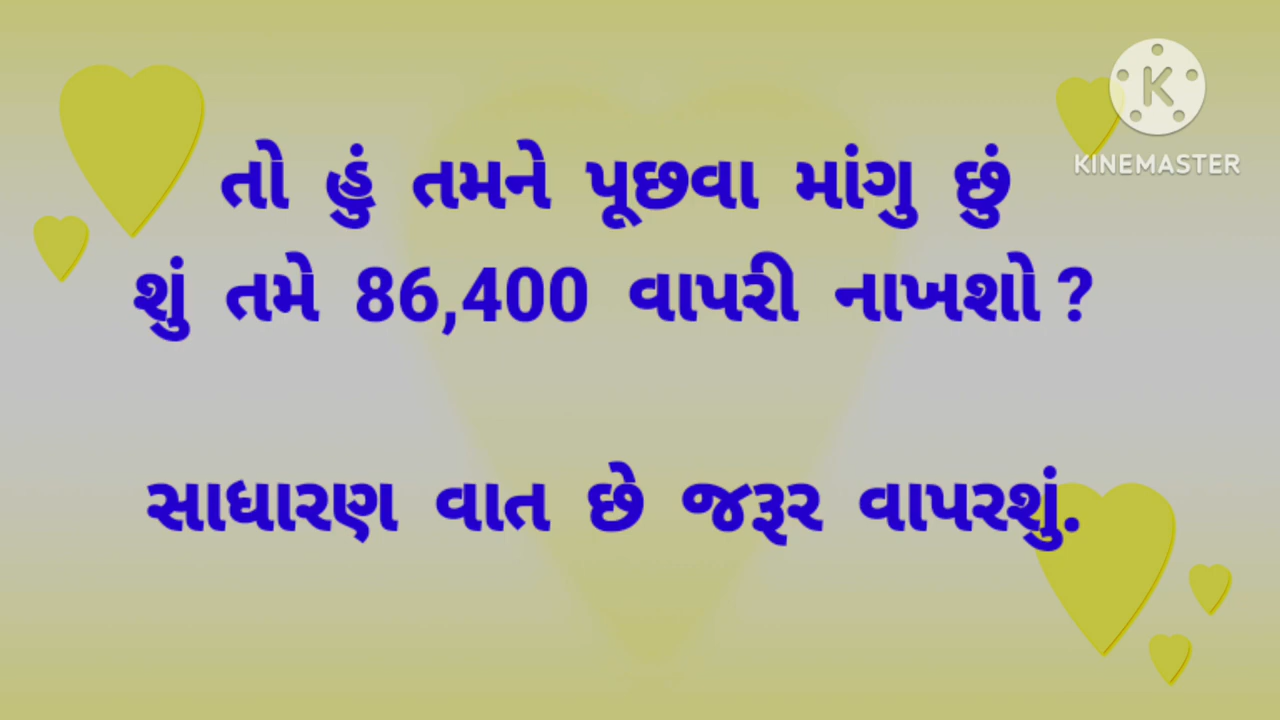 તો હું તમને પૂછવા માંગુ છું
શું તમે 86,400 વાપરી નાખશો ?
સાધારણ વાત છે જરૂર વાપરશું.
K
KINEMASTER